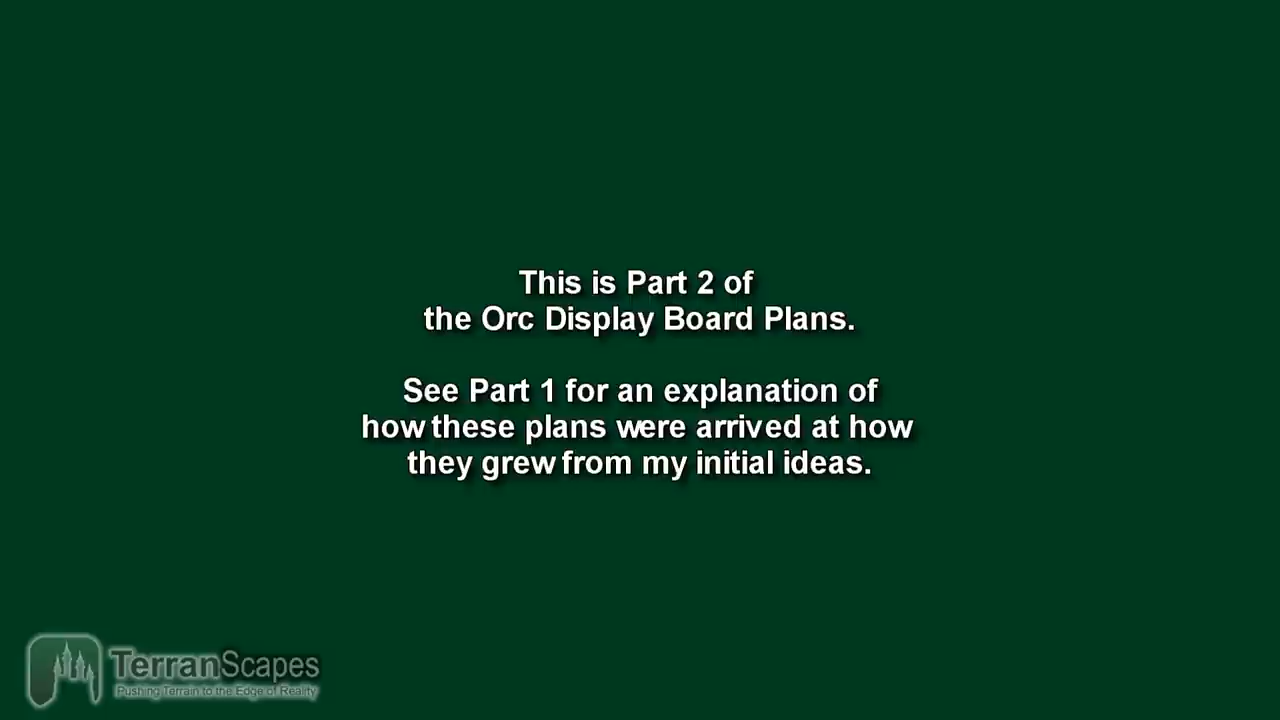 This is Part 2 of
the Orc Display Board Plans.
See Part 1 for an explanation of
how these plans were arrived at how
they grew from my initial ideas.
TerranScapes
Pushing Terrain to the Edge of Reality